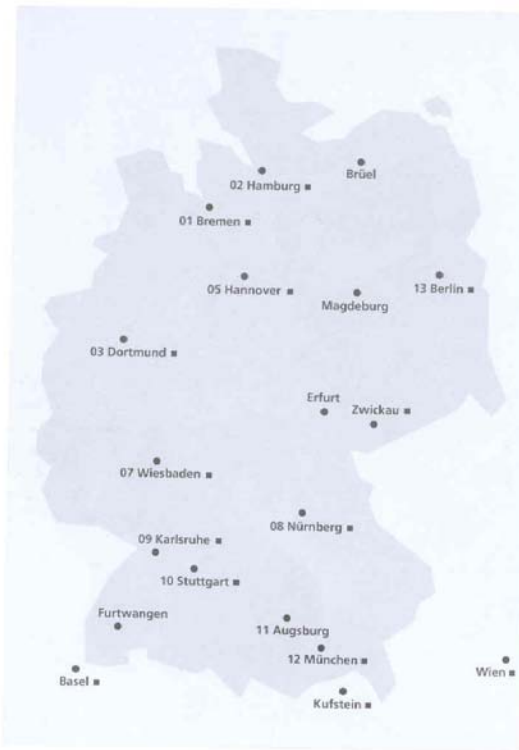 Brüel
02 Hamburg ■
01 Bremen ■
05 Hannover ■
13 Berlin ■
Magdeburg
03 Dortmund ■
Erfurt
Zwickau ■
07 Wiesbaden ■
08 Nürnberg ■
09 Karlsruhe ■
10 Stuttgart ■
Furtwangen
11 Augsburg
12 München ■
Basel ■
Wien ■
Kufstein ■